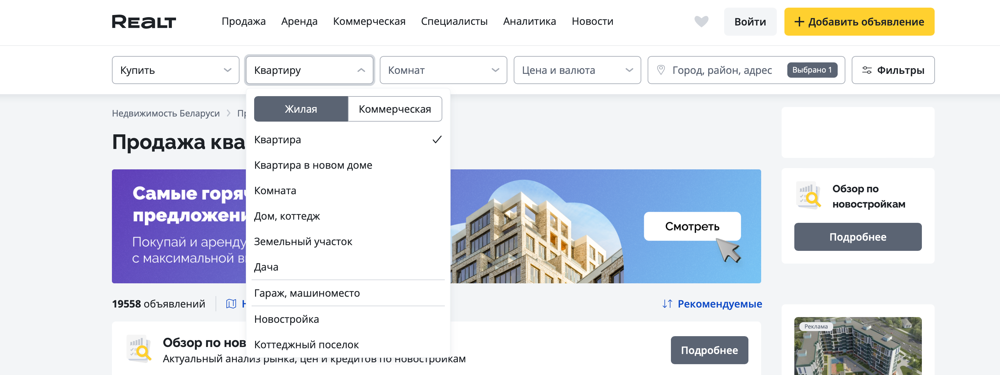 REALT
Продажа
Аренда
Коммерческая
Специалисты
Аналитика
Новости
Войти
+ Добавить объявление
Купить
Квартиру
Комнат
Цена и валюта
Город, район, адрес
Выбрано 1
Фильтры
Недвижимость Беларуси
Продажа ква
Жилая
Коммерческая
Квартира
Квартира в новом доме
Комната
Дом, коттедж
Земельный участок
Дача
Гараж, машиноместо
Новостройка
Коттеджный поселок
Самые горяч
предложени
Покупай и аренду
с максимальной в
Смотреть
Обзор по
новостройкам
Подробнее
19558 объявлений
Рекомендуемые
Обзор по нов
Актуальный анализ рынка, цен и кредитов по новостройкам
Подробнее
Реклама